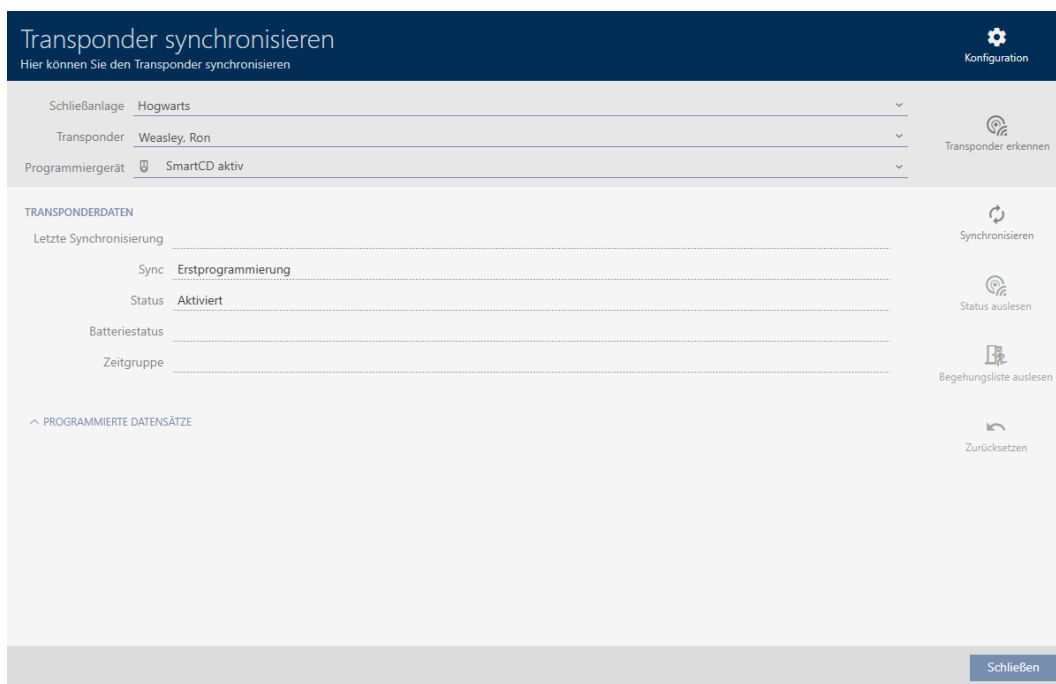 Transponder synchronisieren
Hier können Sie den Transponder synchronisieren
Konfiguration
Schließanlage Hogwarts
Transponder Weasley, Ron
Programmiergerät SmartCD aktiv
Transponder erkennen
TRANSPONDERDATEN
Letzte Synchronisierung
Sync Erstprogrammierung
Status Aktiviert
Batteriestatus
Zeitgruppe
PROGRAMMIERTE DATENSÄTZE
Synchronisieren
Status auslesen
Begehungsliste auslesen
Zurücksetzen
Schließen